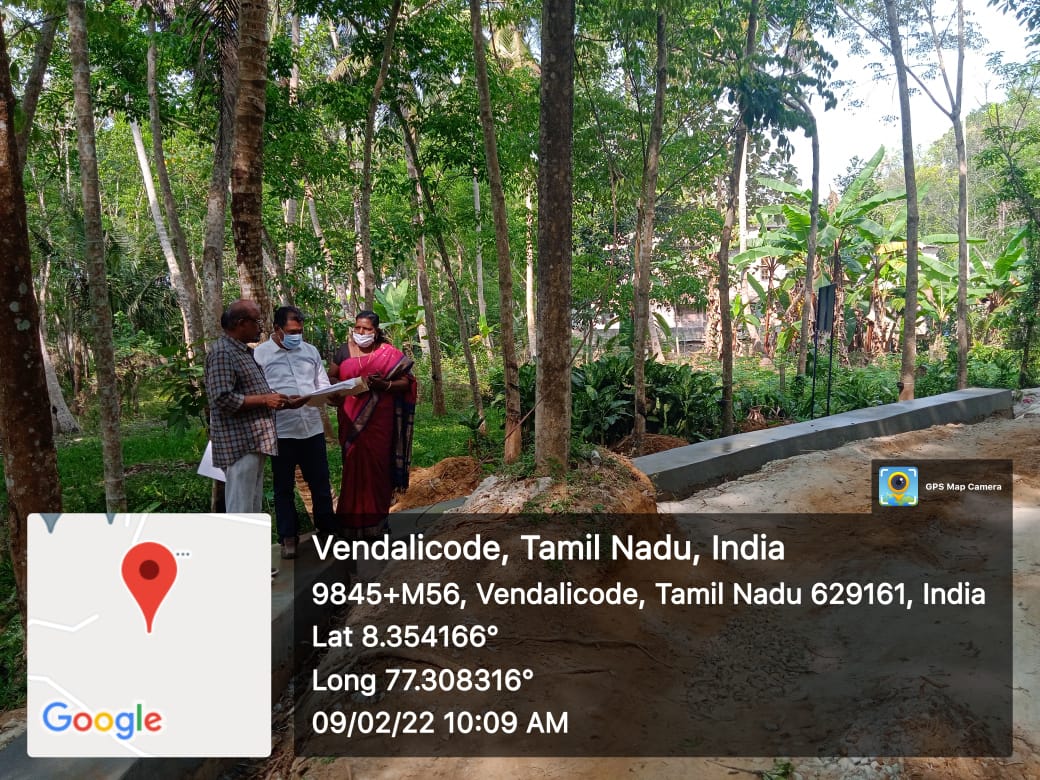 GPS Map Camera
Vendalicode, Tamil Nadu, India
9845+M56, Vendalicode, Tamil Nadu 629161, India
Lat 8.354166°
Long 77.308316°
09/02/22 10:09 AM
Google